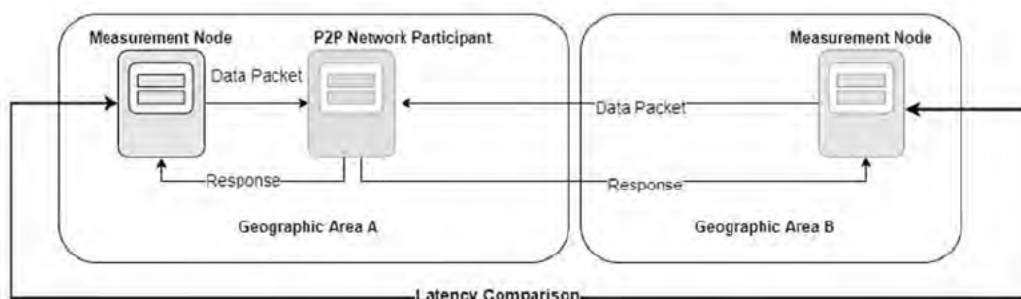 Measurement Node
P2P Network Participant
Measurement Node
Data Packet
Data Packet
Response
Response
Geographic Area A
Geographic Area B
Latency Comparison